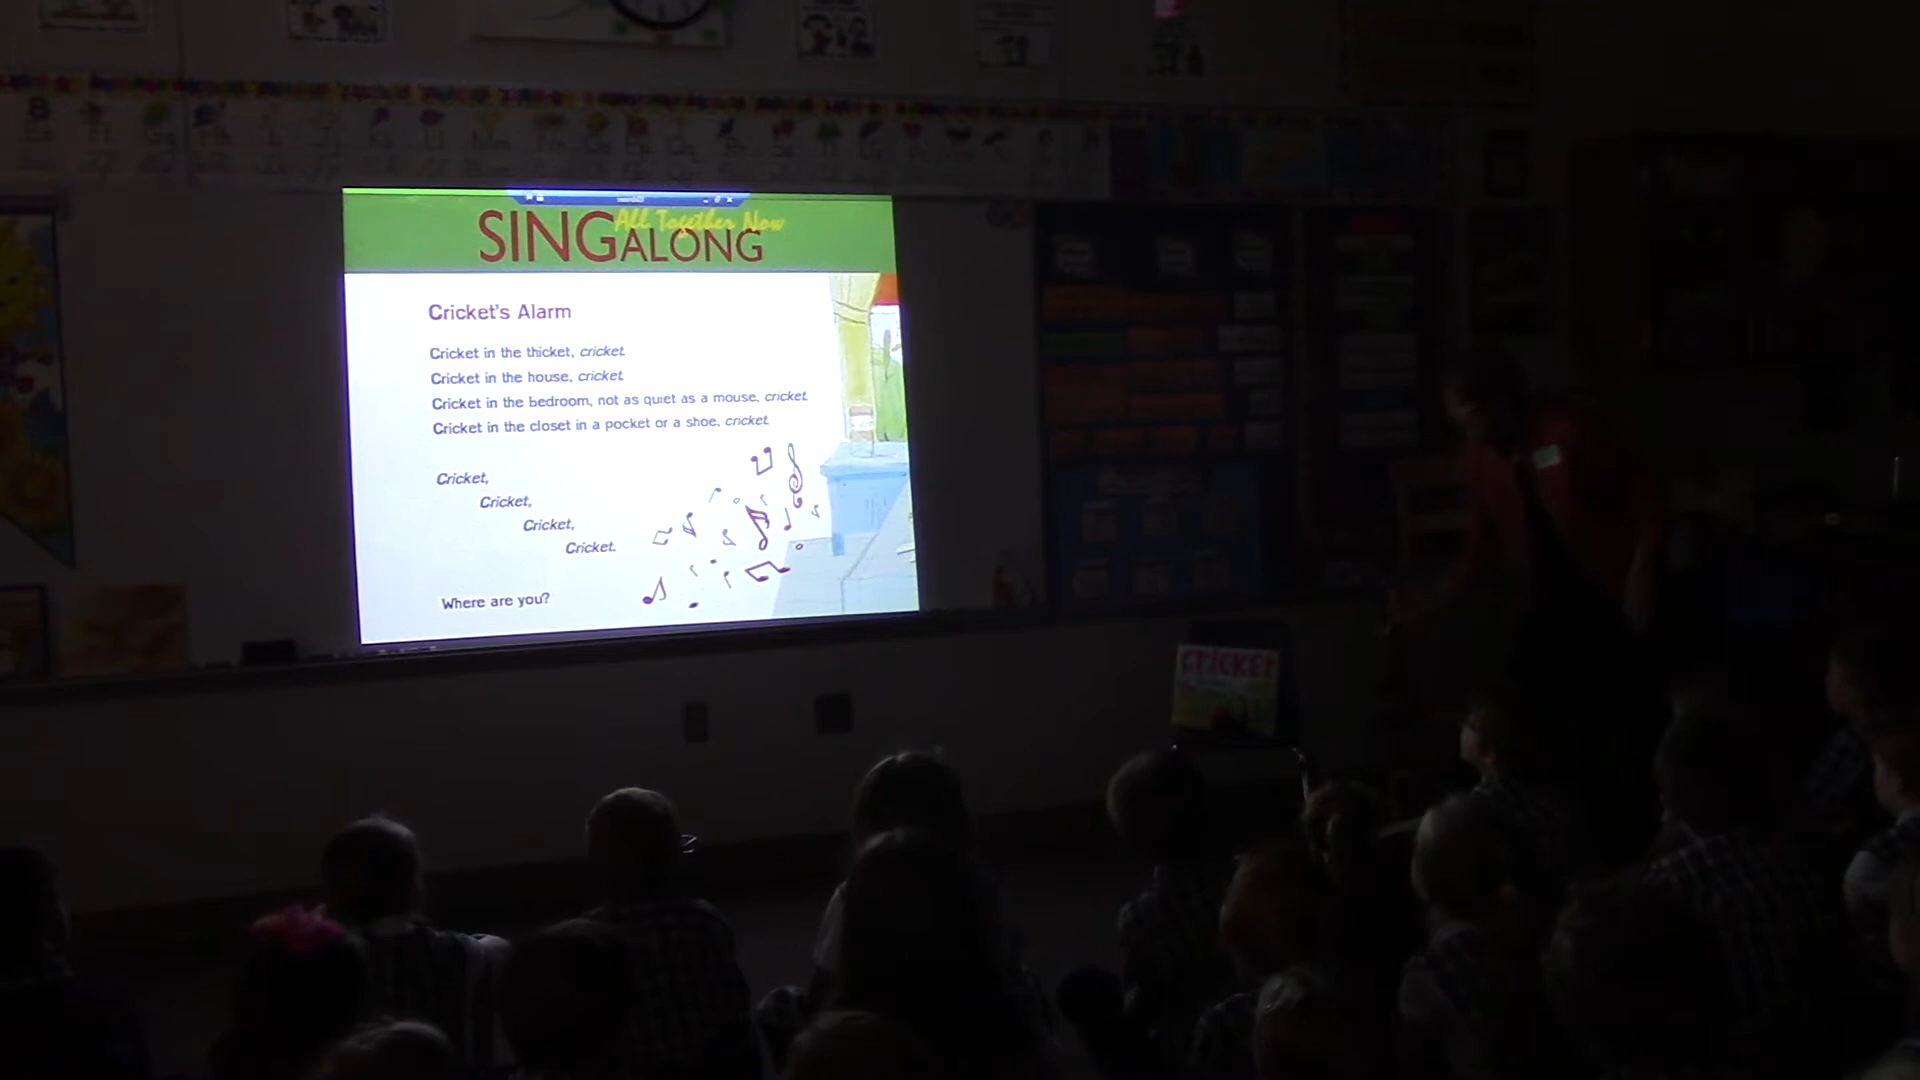 All Together Now
SINGALONG
Cricket's Alarm
Cricket in the thicket, cricket.
Cricket in the house, cricket.
Cricket in the bedroom, not as quiet as a mouse, cricket.
Cricket in the closet in a pocket or a shoe, cricket.
Cricket,
Cricket,
Cricket,
Cricket.
Where are you?
CRICKET